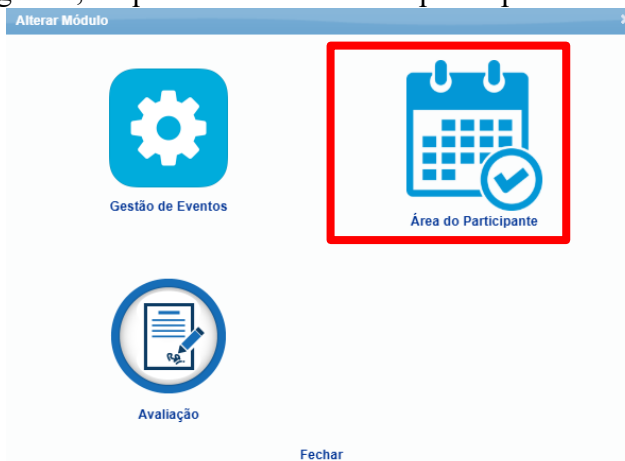 Alterar Módulo
Gestão de Eventos
Área do Participante
Avaliação
Fechar